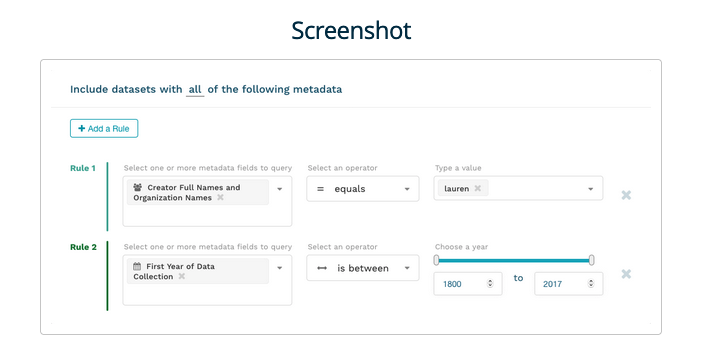 Screenshot
Include datasets with all of the following metadata
+ Add a Rule
Rule 1
Select one or more metadata fields to query
Select an operator
Type a value
Creator Full Names and
Organization Names ×
= equals
lauren ×
Rule 2
Select one or more metadata fields to query
Select an operator
Choose a year
First Year of Data
Collection ×
↔ is between
1800
to
2017